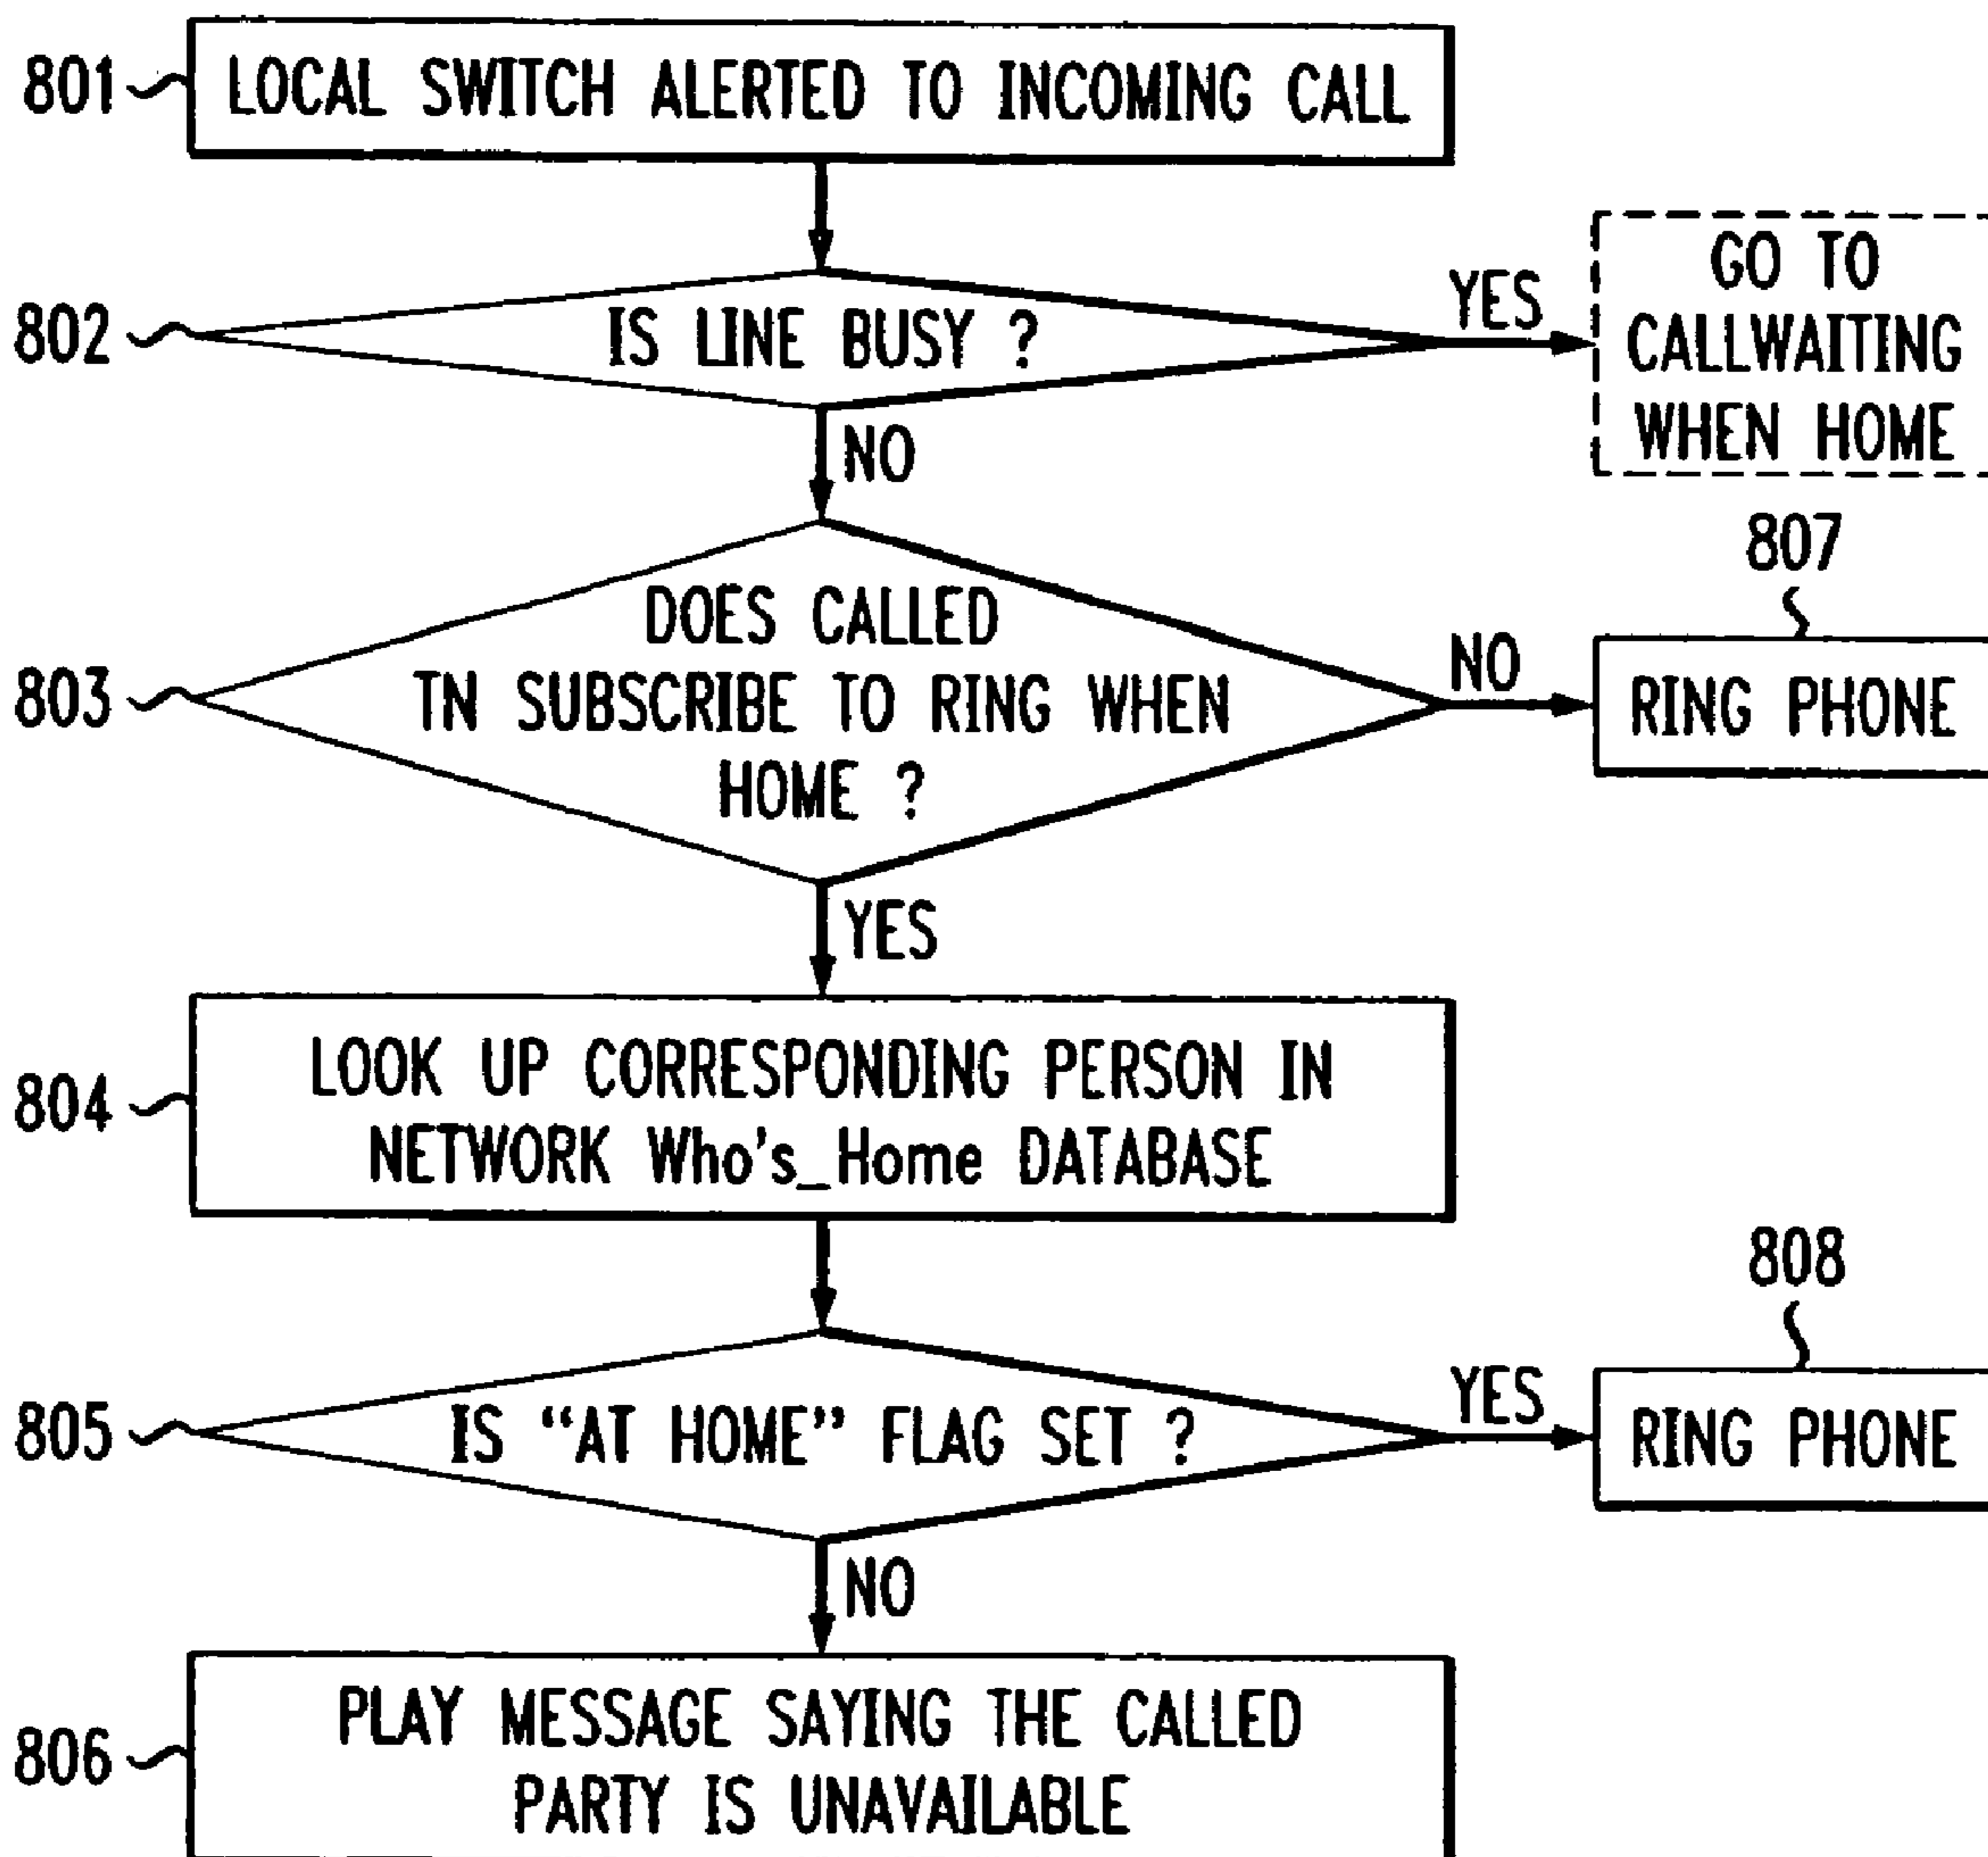 801
LOCAL SWITCH ALERTED TO INCOMING CALL
802
IS LINE BUSY ?
YES
GO TO
CALLWAITING
WHEN HOME
NO
803
DOES CALLED
TN SUBSCRIBE TO RING WHEN
HOME ?
NO
807
RING PHONE
YES
804
LOOK UP CORRESPONDING PERSON IN
NETWORK Who's_Home DATABASE
805
IS “AT HOME” FLAG SET ?
YES
808
RING PHONE
NO
806
PLAY MESSAGE SAYING THE CALLED
PARTY IS UNAVAILABLE